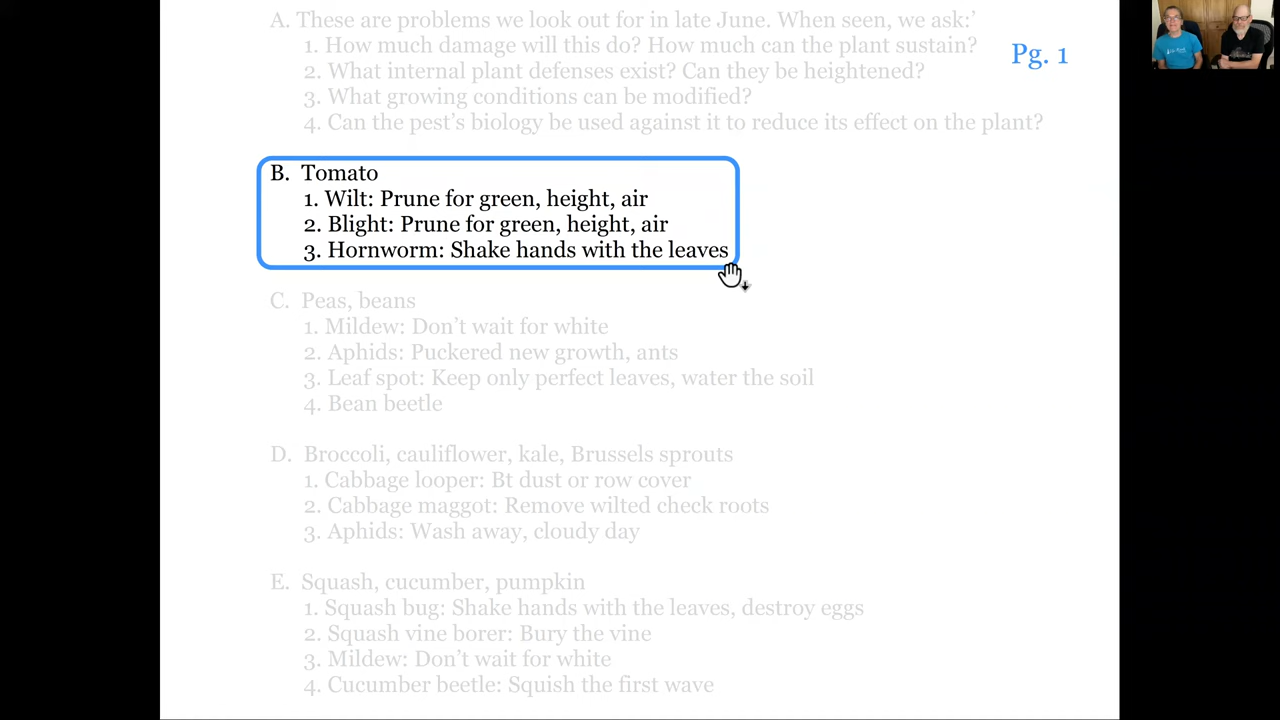 A. These are problems we look out for in late June. When seen, we ask:’
1. How much damage will this do? How much can the plant sustain?
Pg. 1
2. What internal plant defenses exist? Can they be heightened?
3. What growing conditions can be modified?
4. Can the pest’s biology be used against it to reduce its effect on the plant?
B. Tomato
1. Wilt: Prune for green, height, air
2. Blight: Prune for green, height, air
3. Hornworm: Shake hands with the leaves
C. Peas, beans
1. Mildew: Don’t wait for white
2. Aphids: Puckered new growth, ants
3. Leaf spot: Keep only perfect leaves, water the soil
4. Bean beetle
D. Broccoli, cauliflower, kale, Brussels sprouts
1. Cabbage looper: Bt dust or row cover
2. Cabbage maggot: Remove wilted check roots
3. Aphids: Wash away, cloudy day
E. Squash, cucumber, pumpkin
1. Squash bug: Shake hands with the leaves, destroy eggs
2. Squash vine borer: Bury the vine
3. Mildew: Don’t wait for white
4. Cucumber beetle: Squish the first wave